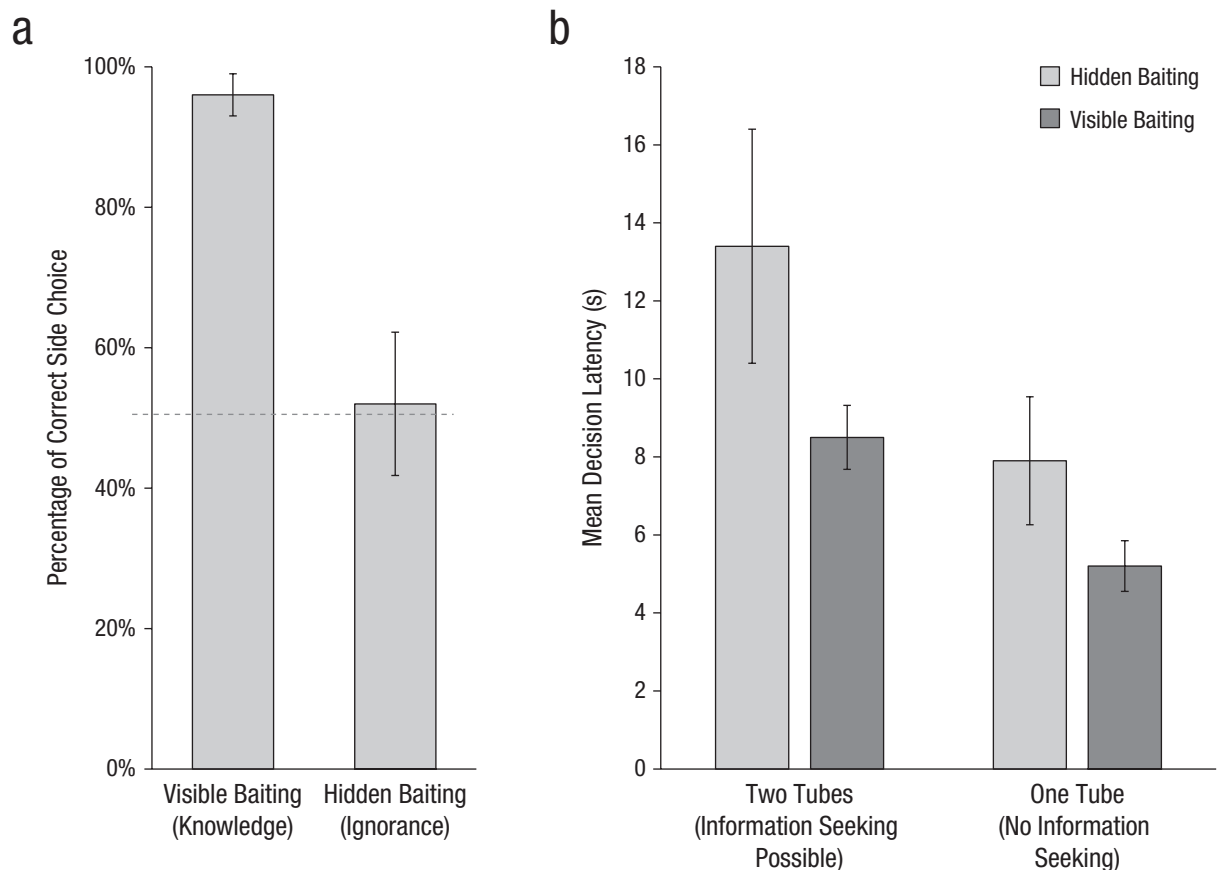 a
100%
80%
60%
40%
20%
0%
Percentage of Correct Side Choice
Visible Baiting
(Knowledge)
Hidden Baiting
(Ignorance)
b
18
16
14
12
10
8
6
4
2
0
Mean Decision Latency (s)
Hidden Baiting
Visible Baiting
Two Tubes
(Information Seeking
Possible)
One Tube
(No Information
Seeking)